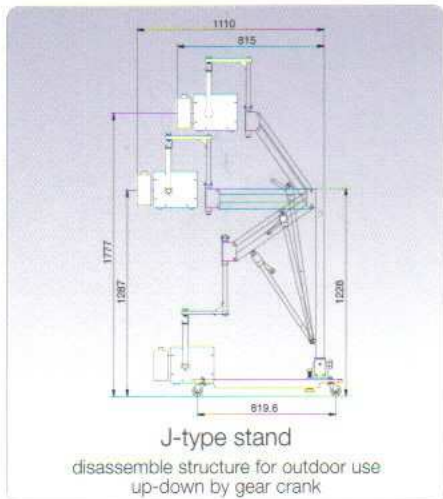 1110
815
1777
1287
1226
819.6
J-type stand
disassemble structure for outdoor use
up-down by gear crank